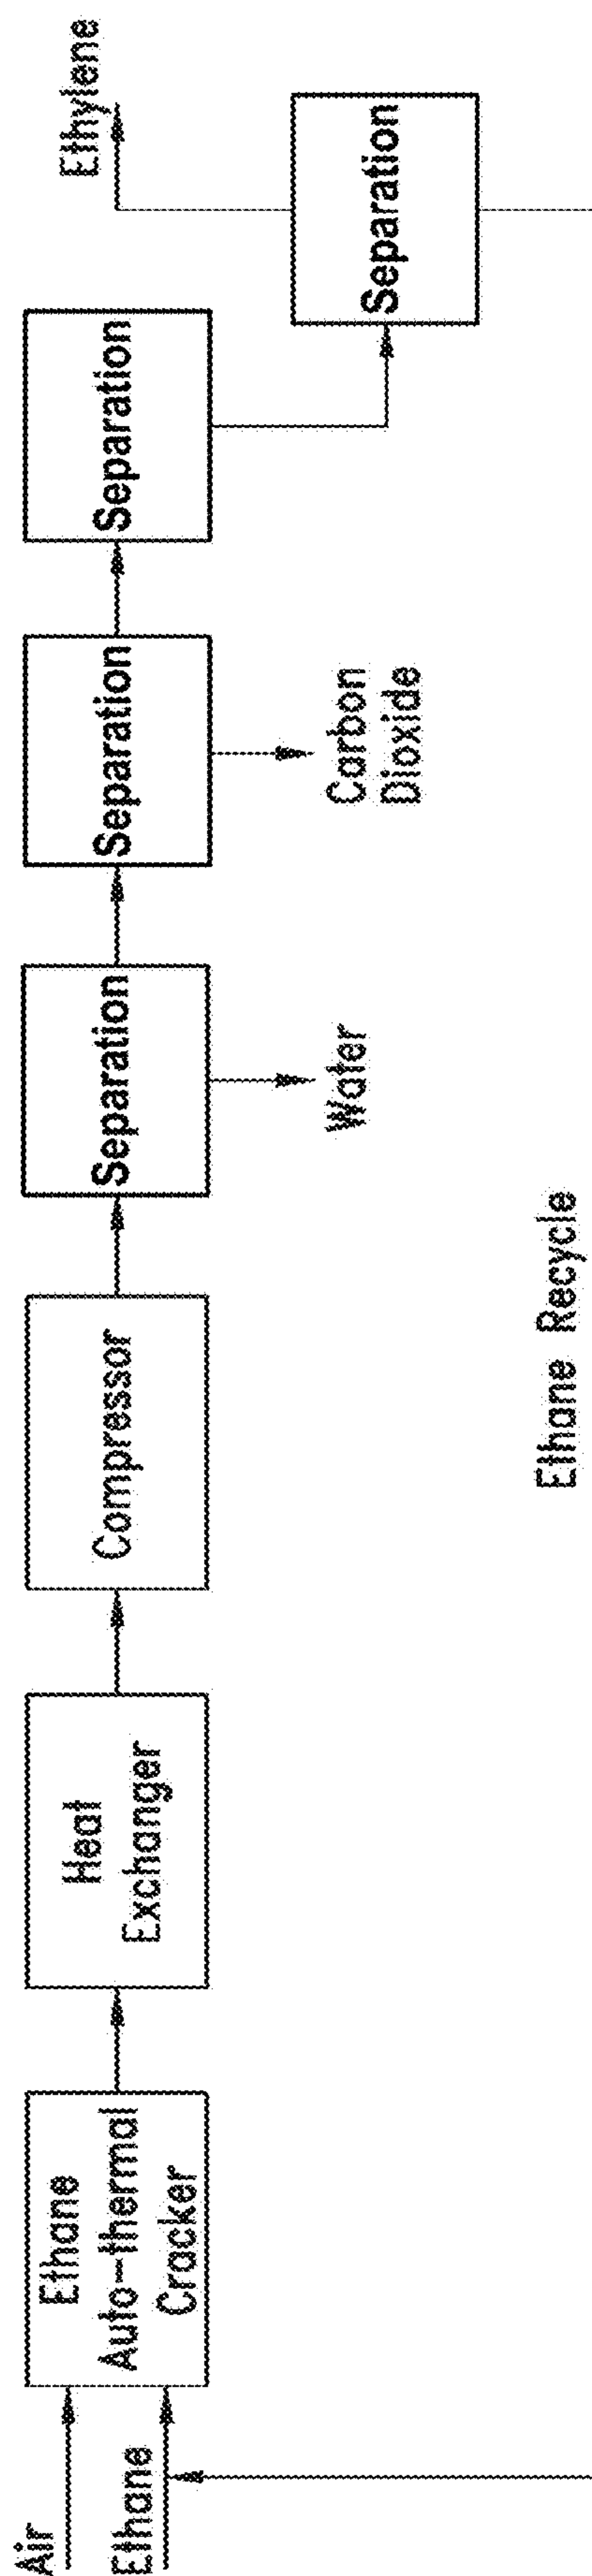 Air
Ethane
Ethane
Auto-thermal
Cracker
Heat
Exchanger
Compressor
Separation
Water
Separation
Carbon
Dioxide
Separation
Separation
Ethylene
Ethane Recycle